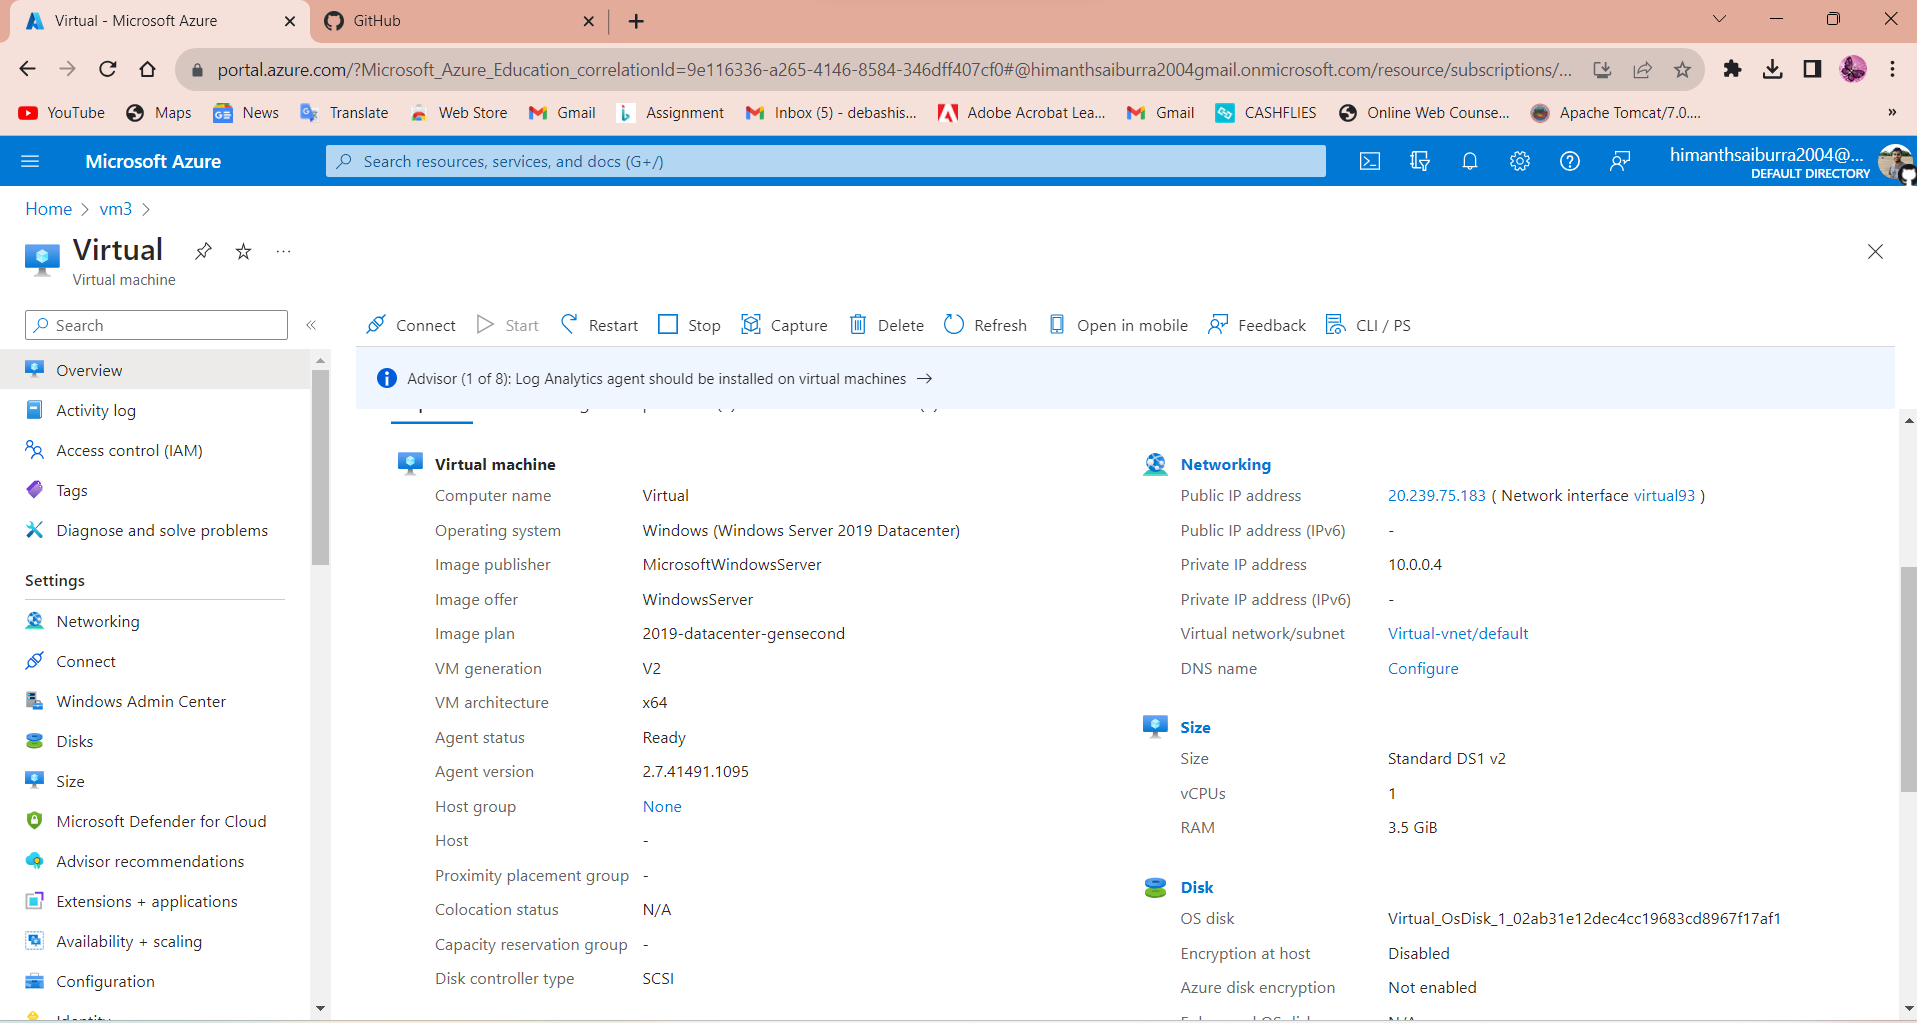 Virtual - Microsoft Azure
GitHub
portal.azure.com/?Microsoft_Azure_Education_correlationId=9e116336-a265-4146-8584-346dff407cf0#@himanthsaiburra2004gmail.onmicrosoft.com/resource/subscriptions/...
YouTube Maps News Translate Web Store Gmail Assignment Inbox (5) - debashis... Adobe Acrobat Lea... Gmail CASHFLIES Online Web Counse... Apache Tomcat/7.0.... »
Microsoft Azure
Search resources, services, and docs (G+/)
himanthsaiburra2004@...
DEFAULT DIRECTORY
Home > vm3 >
Virtual
Virtual machine
Search
«
Connect Start Restart Stop Capture Delete Refresh Open in mobile Feedback CLI / PS
Advisor (1 of 8): Log Analytics agent should be installed on virtual machines →
Overview
Activity log
Access control (IAM)
Tags
Diagnose and solve problems
Settings
Networking
Connect
Windows Admin Center
Disks
Size
Microsoft Defender for Cloud
Advisor recommendations
Extensions + applications
Availability + scaling
Configuration
Identity
Virtual machine
Computer name Virtual
Operating system Windows (Windows Server 2019 Datacenter)
Image publisher MicrosoftWindowsServer
Image offer WindowsServer
Image plan 2019-datacenter-gensecond
VM generation V2
VM architecture x64
Agent status Ready
Agent version 2.7.41491.1095
Host group None
Host -
Proximity placement group -
Colocation status N/A
Capacity reservation group -
Disk controller type SCSI
Networking
Public IP address 20.239.75.183 ( Network interface virtual93 )
Public IP address (IPv6) -
Private IP address 10.0.0.4
Private IP address (IPv6) -
Virtual network/subnet Virtual-vnet/default
DNS name Configure
Size
Size Standard DS1 v2
vCPUs 1
RAM 3.5 GiB
Disk
OS disk Virtual_OsDisk_1_02ab31e12dec4cc19683cd8967f17af1
Encryption at host Disabled
Azure disk encryption Not enabled